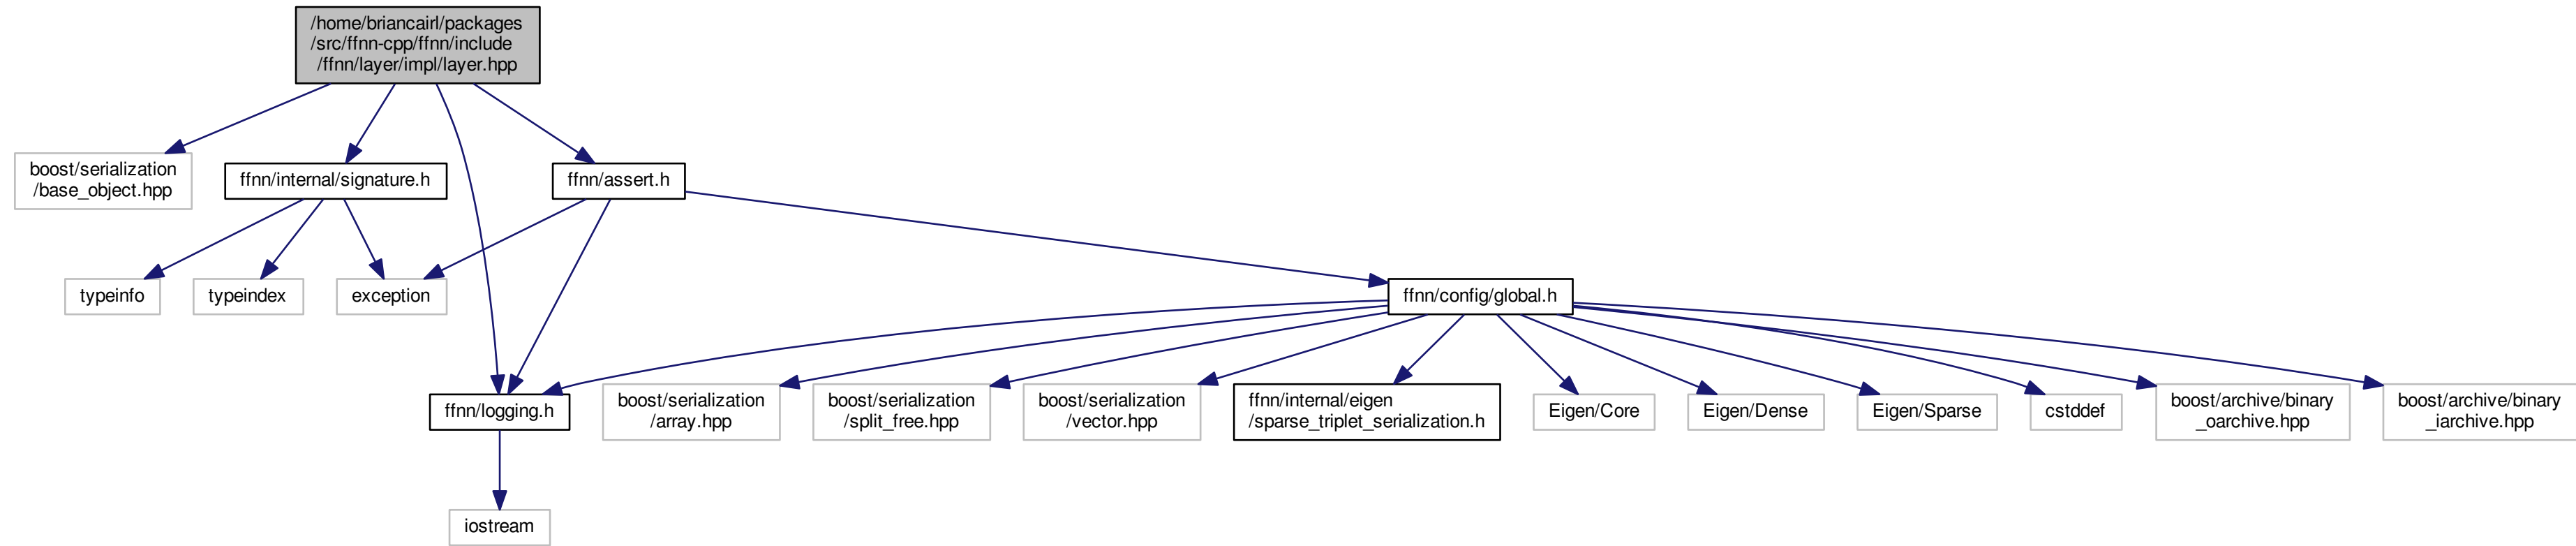 /home/briancairl/packages
/src/ffnn-cpp/ffnn/include
/ffnn/layer/impl/layer.hpp
boost/serialization
/base_object.hpp
ffnn/internal/signature.h
ffnn/assert.h
typeinfo
typeindex
exception
ffnn/config/global.h
ffnn/logging.h
boost/serialization
/array.hpp
boost/serialization
/split_free.hpp
boost/serialization
/vector.hpp
ffnn/internal/eigen
/sparse_triplet_serialization.h
Eigen/Core
Eigen/Dense
Eigen/Sparse
cstddef
boost/archive/binary
_oarchive.hpp
boost/archive/binary
_iarchive.hpp
iostream